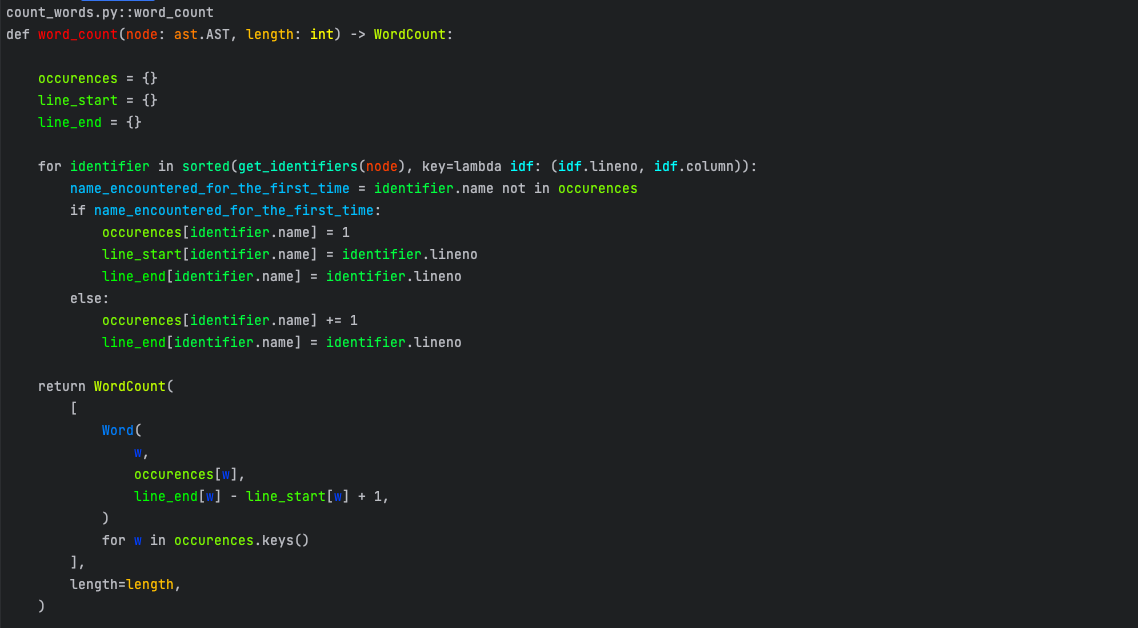 count_words.py::word_count
def word_count(node: ast.AST, length: int) -> WordCount:
    occurences = {}
    line_start = {}
    line_end = {}
    for identifier in sorted(get_identifiers(node), key=lambda idf: (idf.lineno, idf.column)):
        name_encountered_for_the_first_time = identifier.name not in occurences
        if name_encountered_for_the_first_time:
            occurences[identifier.name] = 1
            line_start[identifier.name] = identifier.lineno
            line_end[identifier.name] = identifier.lineno
        else:
            occurences[identifier.name] += 1
            line_end[identifier.name] = identifier.lineno
    return WordCount(
        [
            Word(
                w,
                occurences[w],
                line_end[w] - line_start[w] + 1,
            )
            for w in occurences.keys()
        ],
        length=length,
    )